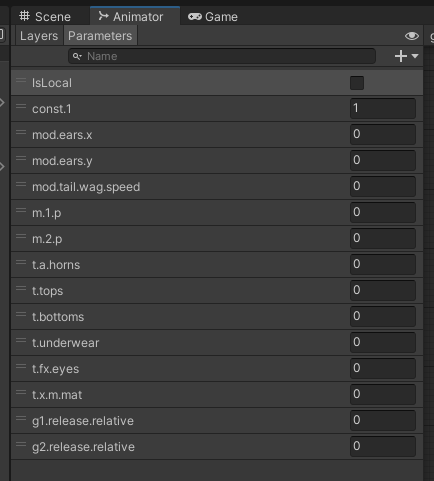 Scene Animator Game
Layers Parameters
Name
IsLocal
const.1 1
mod.ears.x 0
mod.ears.y 0
mod.tail.wag.speed 0
m.1.p 0
m.2.p 0
t.a.horns 0
t.tops 0
t.bottoms 0
t.underwear 0
t.fx.eyes 0
t.x.m.mat 0
g1.release.relative 0
g2.release.relative 0